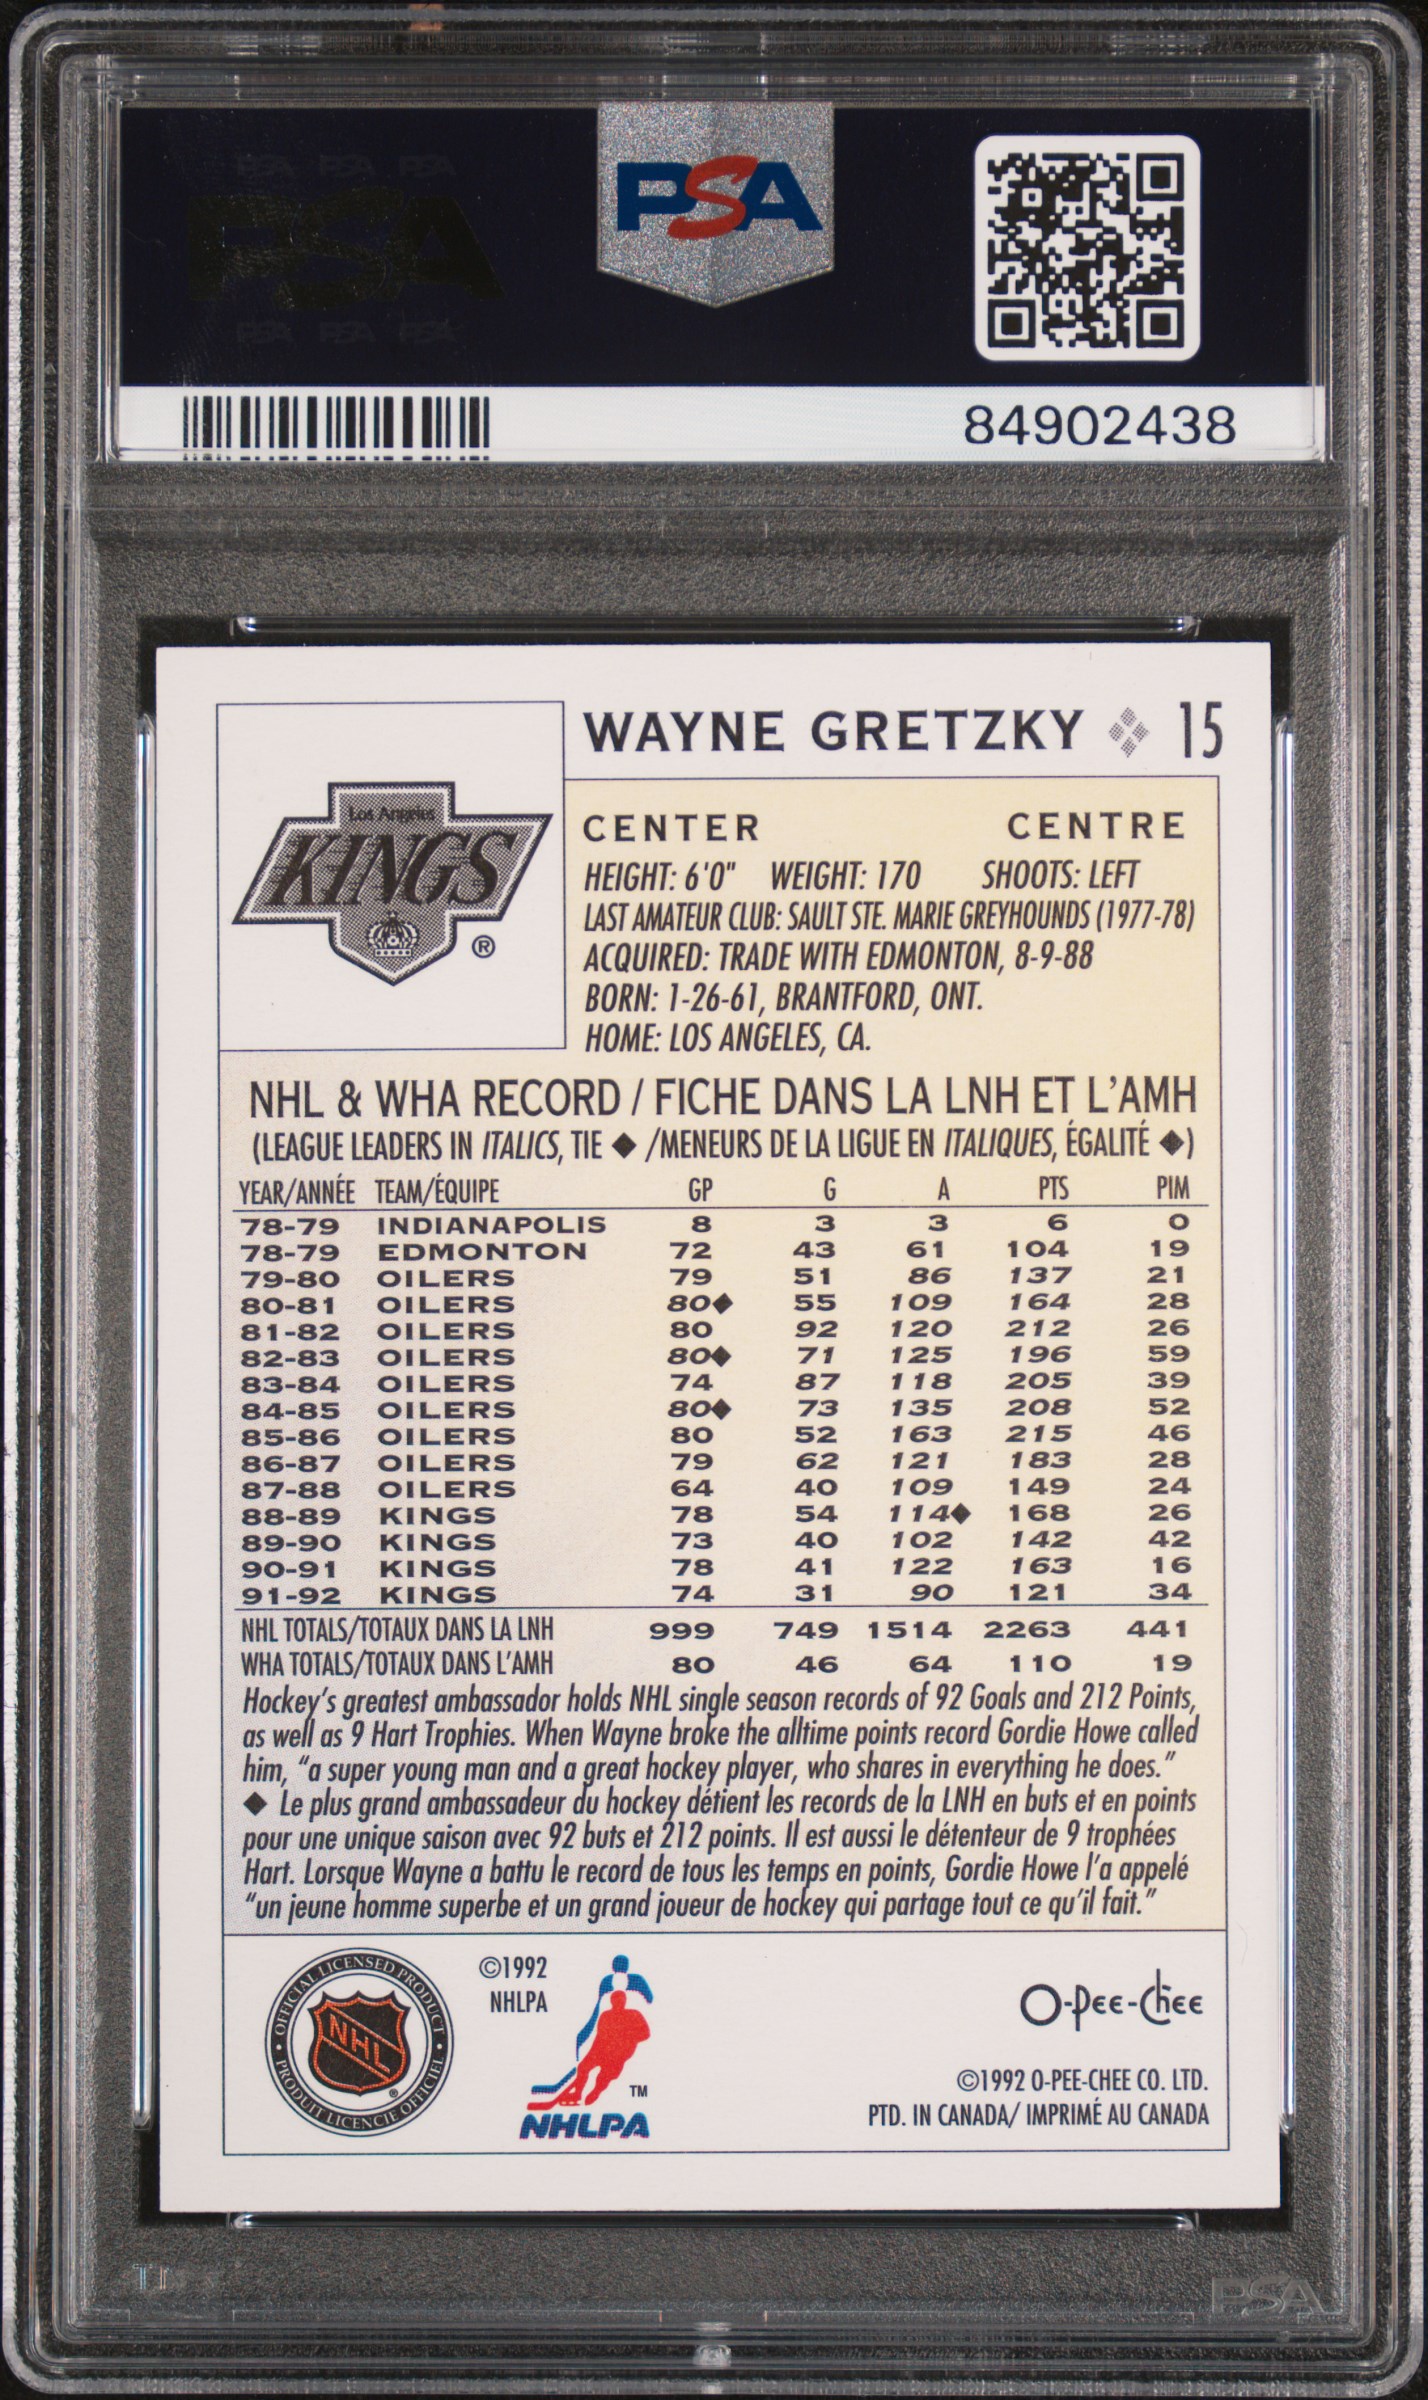 PSA PSA PSA
PSA
PSA PSA PSA
PSA
84902438
WAYNE GRETZKY 15
Los Angeles
KINGS
®
CENTER CENTRE
HEIGHT: 6'0" WEIGHT: 170 SHOOTS: LEFT
LAST AMATEUR CLUB: SAULT STE. MARIE GREYHOUNDS (1977-78)
ACQUIRED: TRADE WITH EDMONTON, 8-9-88
BORN: 1-26-61, BRANTFORD, ONT.
HOME: LOS ANGELES, CA.
NHL & WHA RECORD / FICHE DANS LA LNH ET L'AMH
(LEAGUE LEADERS IN ITALICS, TIE ◆ /MENEURS DE LA LIGUE EN ITALIQUES, ÉGALITÉ ◆)
YEAR/ANNÉE TEAM/ÉQUIPE GP G A PTS PIM
78-79 INDIANAPOLIS 8 3 3 6 0
78-79 EDMONTON 72 43 61 104 19
79-80 OILERS 79 51 86 137 21
80-81 OILERS 80◆ 55 109 164 28
81-82 OILERS 80 92 120 212 26
82-83 OILERS 80◆ 71 125 196 59
83-84 OILERS 74 87 118 205 39
84-85 OILERS 80◆ 73 135 208 52
85-86 OILERS 80 52 163 215 46
86-87 OILERS 79 62 121 183 28
87-88 OILERS 64 40 109 149 24
88-89 KINGS 78 54 114◆ 168 26
89-90 KINGS 73 40 102 142 42
90-91 KINGS 78 41 122 163 16
91-92 KINGS 74 31 90 121 34
NHL TOTALS/TOTAUX DANS LA LNH 999 749 1514 2263 441
WHA TOTALS/TOTAUX DANS L'AMH 80 46 64 110 19
Hockey's greatest ambassador holds NHL single season records of 92 Goals and 212 Points,
as well as 9 Hart Trophies. When Wayne broke the alltime points record Gordie Howe called
him, "a super young man and a great hockey player, who shares in everything he does."
◆ Le plus grand ambassadeur du hockey détient les records de la LNH en buts et en points
pour une unique saison avec 92 buts et 212 points. Il est aussi le détenteur de 9 trophées
Hart. Lorsque Wayne a battu le record de tous les temps en points, Gordie Howe l'a appelé
"un jeune homme superbe et un grand joueur de hockey qui partage tout ce qu'il fait."
OFFICIAL LICENSED PRODUCT
NHL
®
PRODUIT LICENCIE OFFICIEL
©1992
NHLPA
TM
NHLPA
O-Pee-Chee
©1992 O-PEE-CHEE CO. LTD.
PTD. IN CANADA/ IMPRIMÉ AU CANADA
PSA